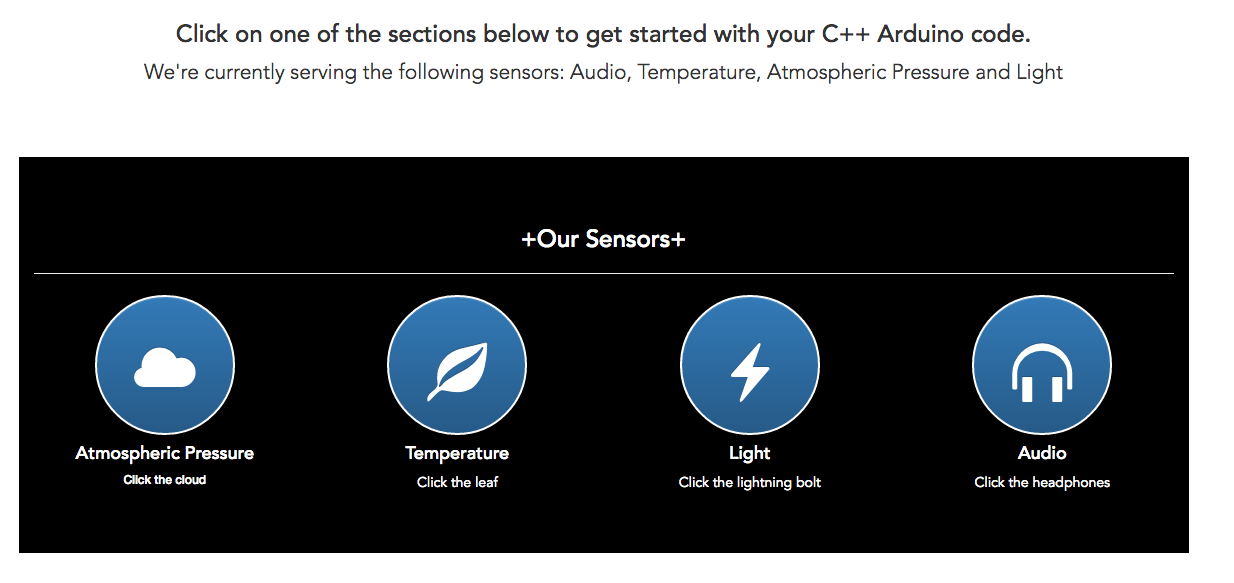 Click on one of the sections below to get started with your C++ Arduino code.
We're currently serving the following sensors: Audio, Temperature, Atmospheric Pressure and Light
+Our Sensors+
Atmospheric Pressure
Click the cloud
Temperature
Click the leaf
Light
Click the lightning bolt
Audio
Click the headphones